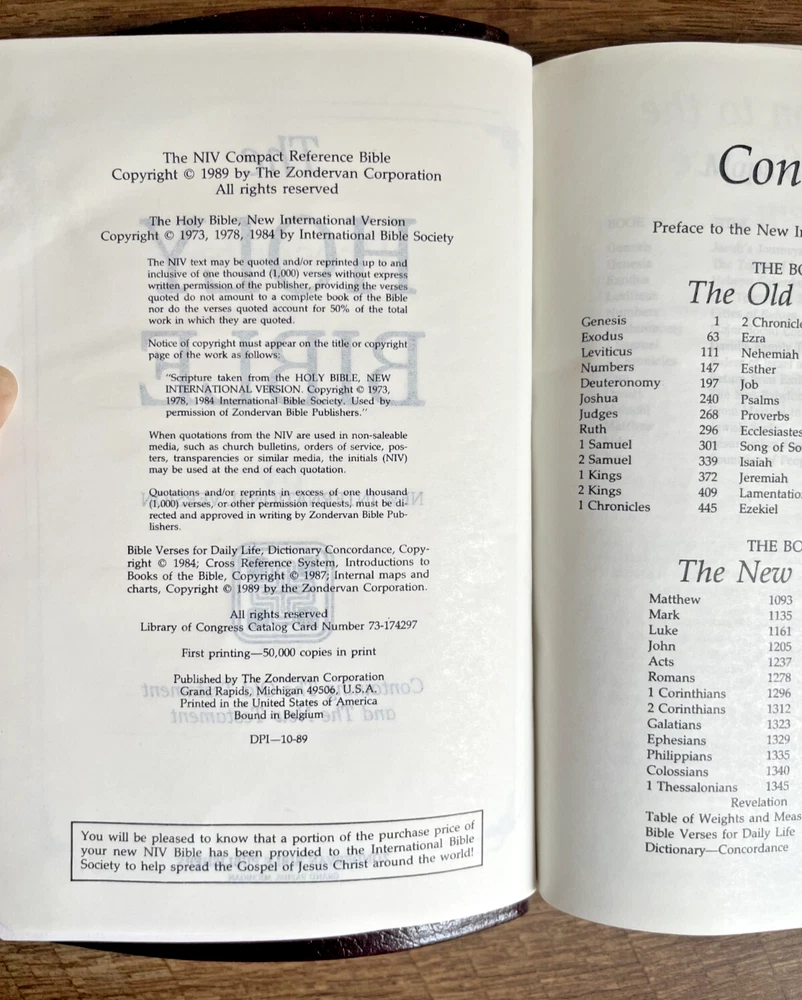 The NIV Compact Reference Bible
Copyright © 1989 by The Zondervan Corporation
All rights reserved
The Holy Bible, New International Version
Copyright © 1973, 1978, 1984 by International Bible Society
The NIV text may be quoted and/or reprinted up to and
inclusive of one thousand (1,000) verses without express
written permission of the publisher, providing the verses
quoted do not amount to a complete book of the Bible
nor do the verses quoted account for 50% of the total
work in which they are quoted.
Notice of copyright must appear on the title or copyright
page of the work as follows:
"Scripture taken from the HOLY BIBLE, NEW
INTERNATIONAL VERSION. Copyright © 1973,
1978, 1984 International Bible Society. Used by
permission of Zondervan Bible Publishers."
When quotations from the NIV are used in non-saleable
media, such as church bulletins, orders of service, pos-
ters, transparencies or similar media, the initials (NIV)
may be used at the end of each quotation.
Quotations and/or reprints in excess of one thousand
(1,000) verses, or other permission requests, must be di-
rected and approved in writing by Zondervan Bible Pub-
lishers.
Bible Verses for Daily Life, Dictionary Concordance, Copy-
right © 1984; Cross Reference System, Introductions to
Books of the Bible, Copyright © 1987; Internal maps and
charts, Copyright © 1989 by the Zondervan Corporation.
All rights reserved
Library of Congress Catalog Card Number 73-174297
First printing—50,000 copies in print
Published by The Zondervan Corporation
Grand Rapids, Michigan 49506, U.S.A.
Printed in the United States of America
Bound in Belgium
DPI—10-89
You will be pleased to know that a portion of the purchase price of
your new NIV Bible has been provided to the International Bible
Society to help spread the Gospel of Jesus Christ around the world!
Con
Preface to the New In
THE BO
The Old
Genesis 1 2 Chronicle
Exodus 63 Ezra
Leviticus 111 Nehemiah
Numbers 147 Esther
Deuteronomy 197 Job
Joshua 240 Psalms
Judges 268 Proverbs
Ruth 296 Ecclesiastes
1 Samuel 301 Song of So
2 Samuel 339 Isaiah
1 Kings 372 Jeremiah
2 Kings 409 Lamentatio
1 Chronicles 445 Ezekiel
THE BO
The New
Matthew 1093
Mark 1135
Luke 1161
John 1205
Acts 1237
Romans 1278
1 Corinthians 1296
2 Corinthians 1312
Galatians 1323
Ephesians 1329
Philippians 1335
Colossians 1340
1 Thessalonians 1345
Revelation
Table of Weights and Meas
Bible Verses for Daily Life
Dictionary—Concordance